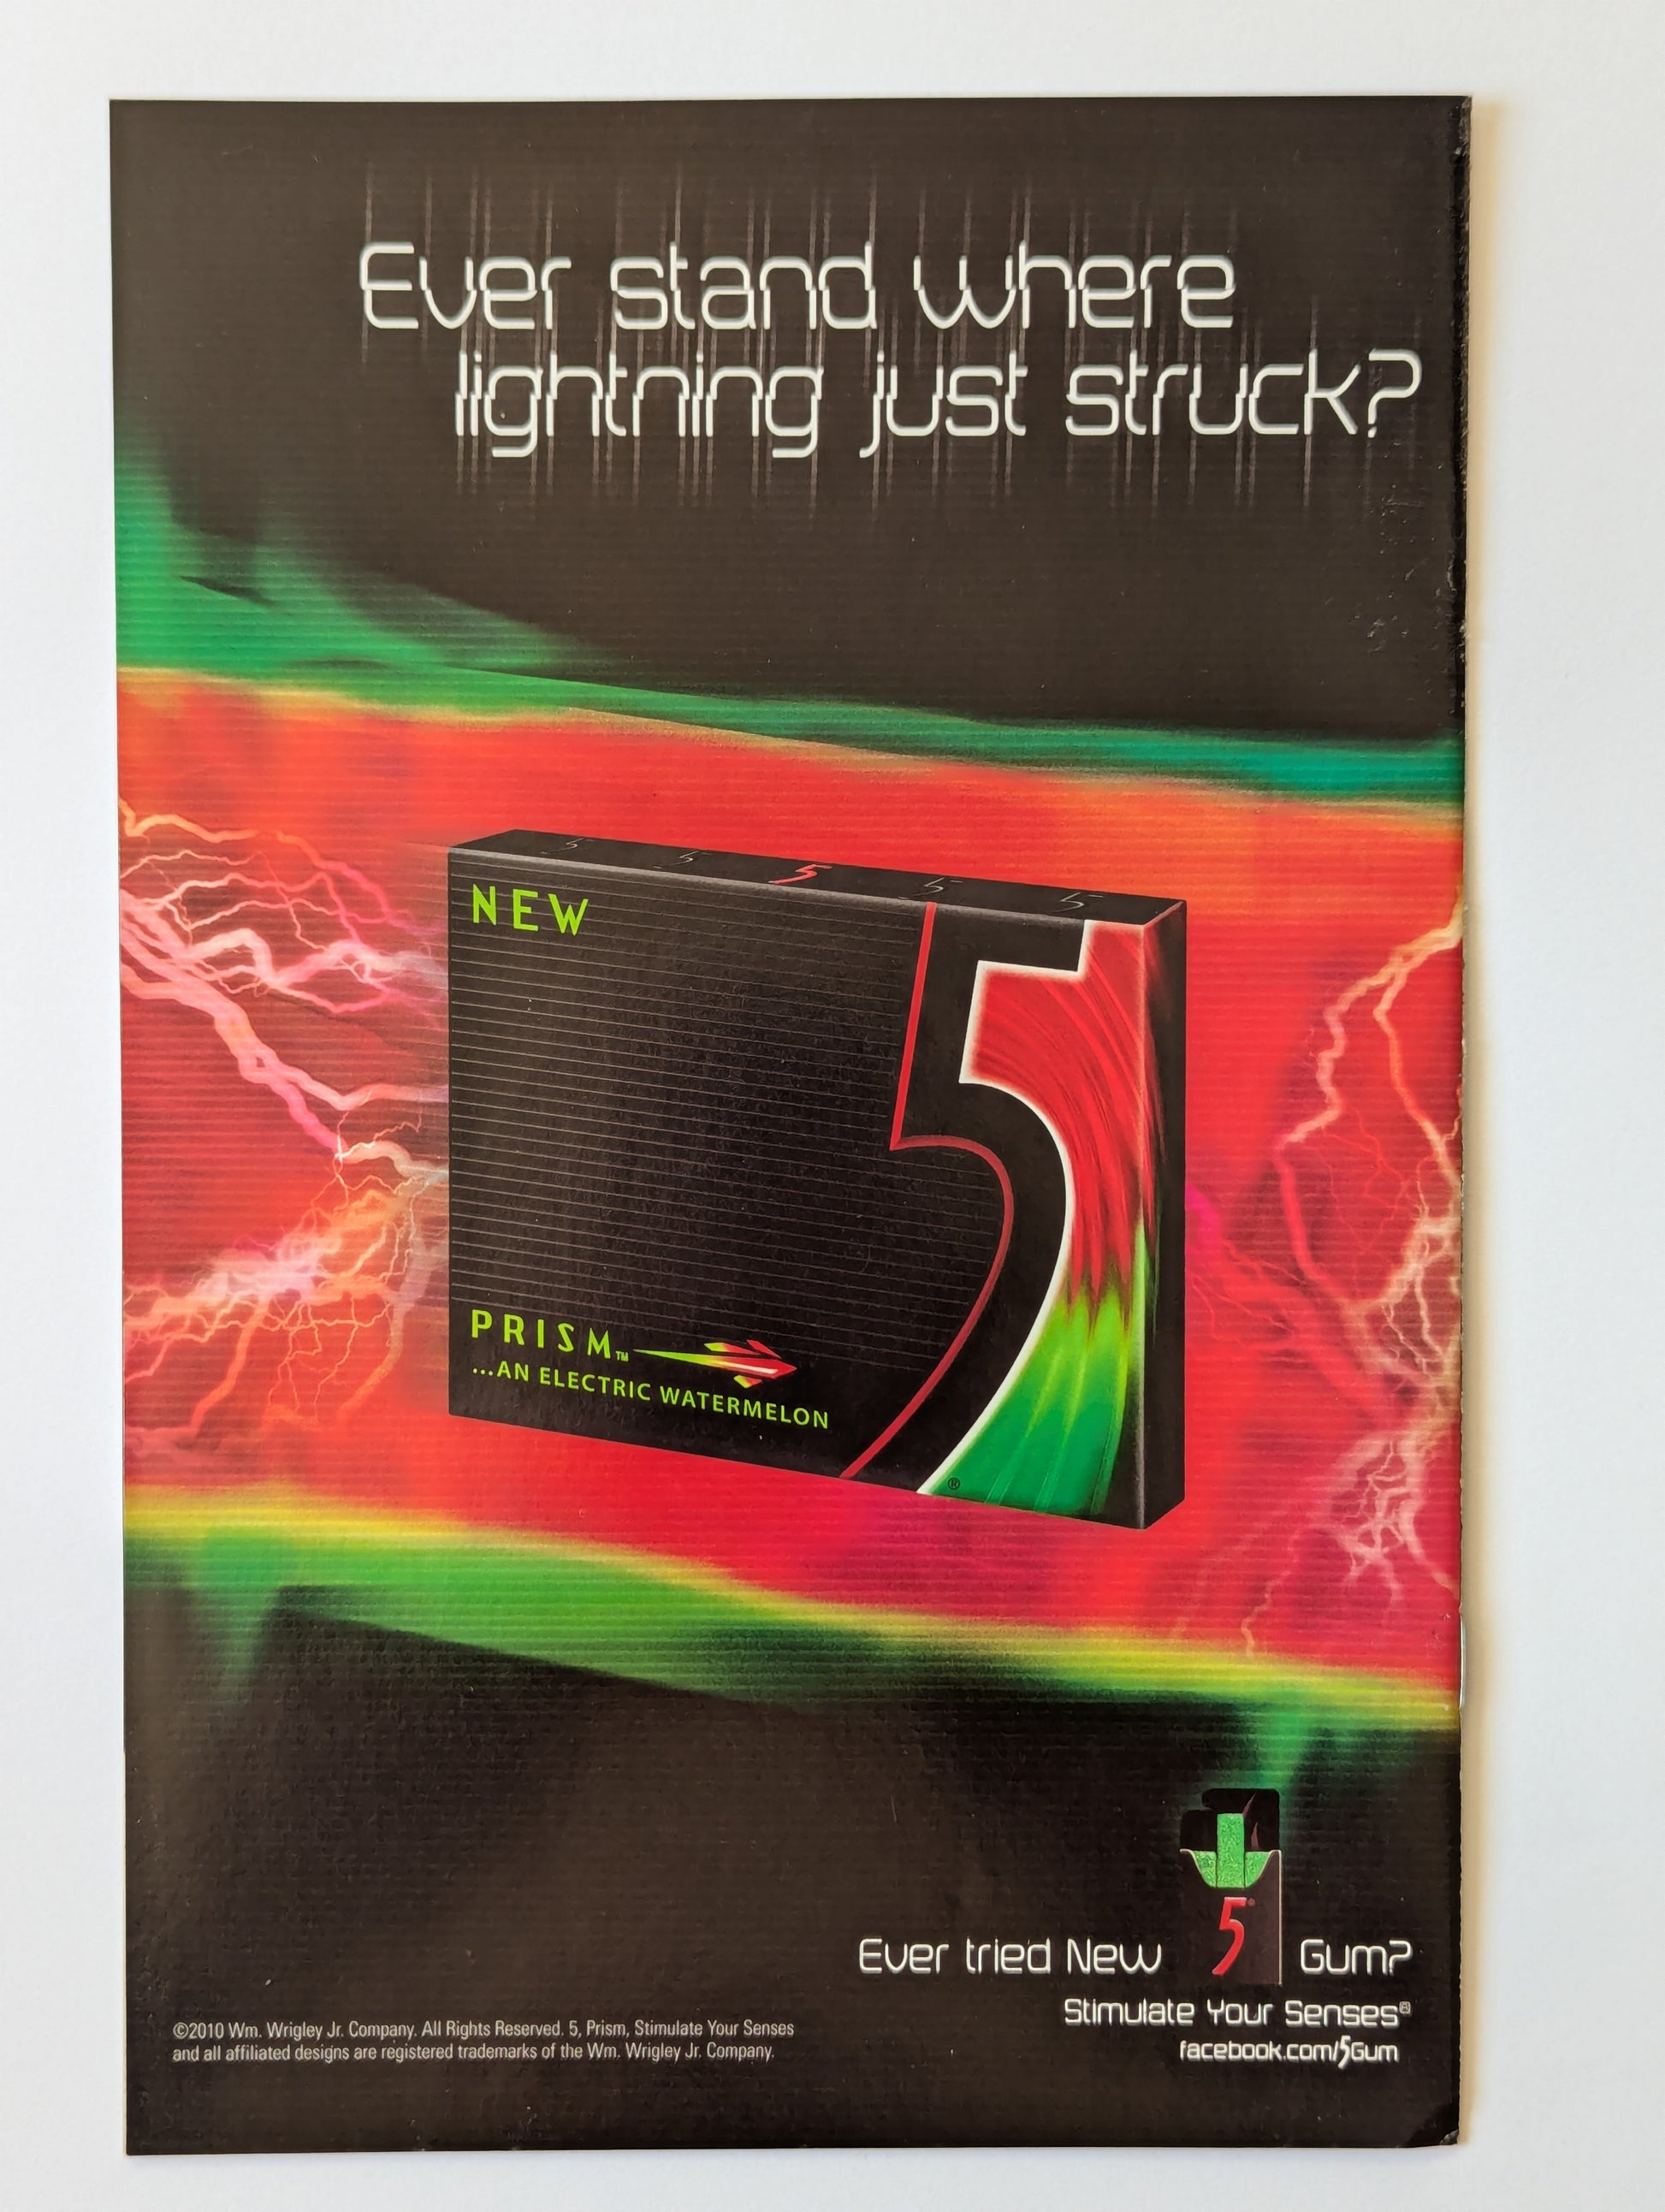 Ever stand where
lightning just struck?
5 5 5 5 5
NEW
5
PRISM™
...AN ELECTRIC WATERMELON
®
5®
Ever tried New Gum?
Stimulate Your Senses®
facebook.com/5Gum
©2010 Wm. Wrigley Jr. Company. All Rights Reserved. 5, Prism, Stimulate Your Senses
and all affiliated designs are registered trademarks of the Wm. Wrigley Jr. Company.